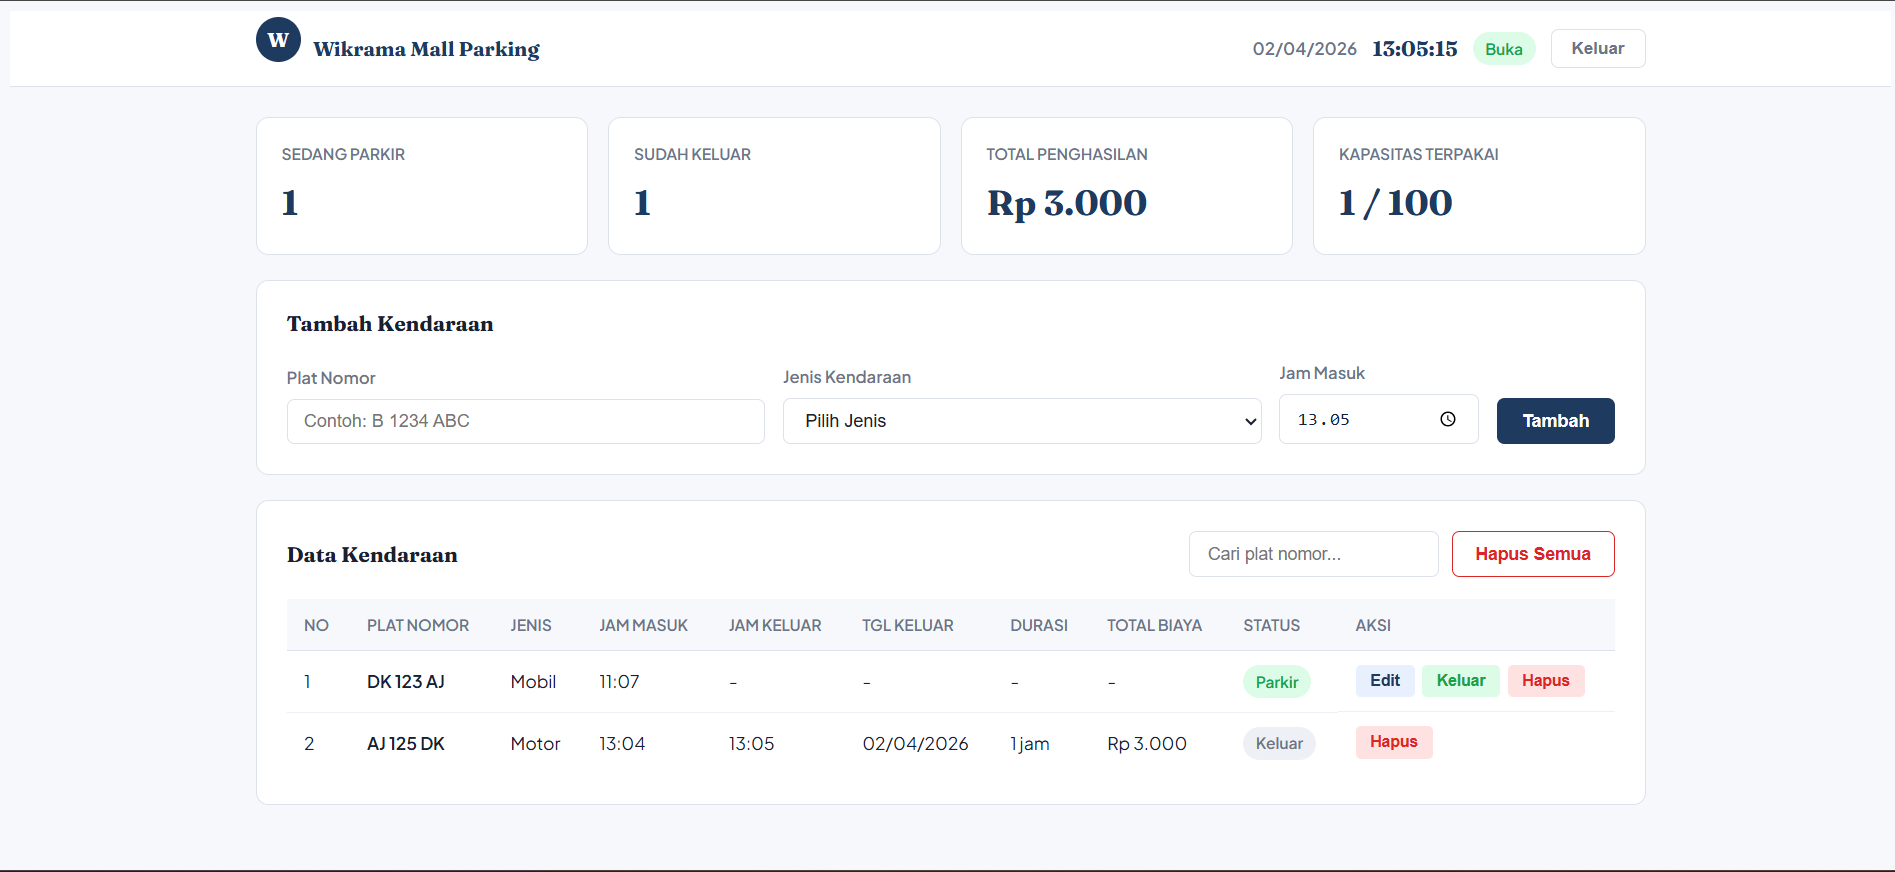 W Wikrama Mall Parking 02/04/2026 13:05:15 Buka Keluar
SEDANG PARKIR SUDAH KELUAR TOTAL PENGHASILAN KAPASITAS TERPAKAI
1 1 Rp 3.000 1 / 100
Tambah Kendaraan
Plat Nomor Jenis Kendaraan Jam Masuk
Contoh: B 1234 ABC Pilih Jenis 13.05 Tambah
Data Kendaraan Cari plat nomor... Hapus Semua
NO PLAT NOMOR JENIS JAM MASUK JAM KELUAR TGL KELUAR DURASI TOTAL BIAYA STATUS AKSI
1 DK 123 AJ Mobil 11:07 - - - - Parkir Edit Keluar Hapus
2 AJ 125 DK Motor 13:04 13:05 02/04/2026 1 jam Rp 3.000 Keluar Hapus